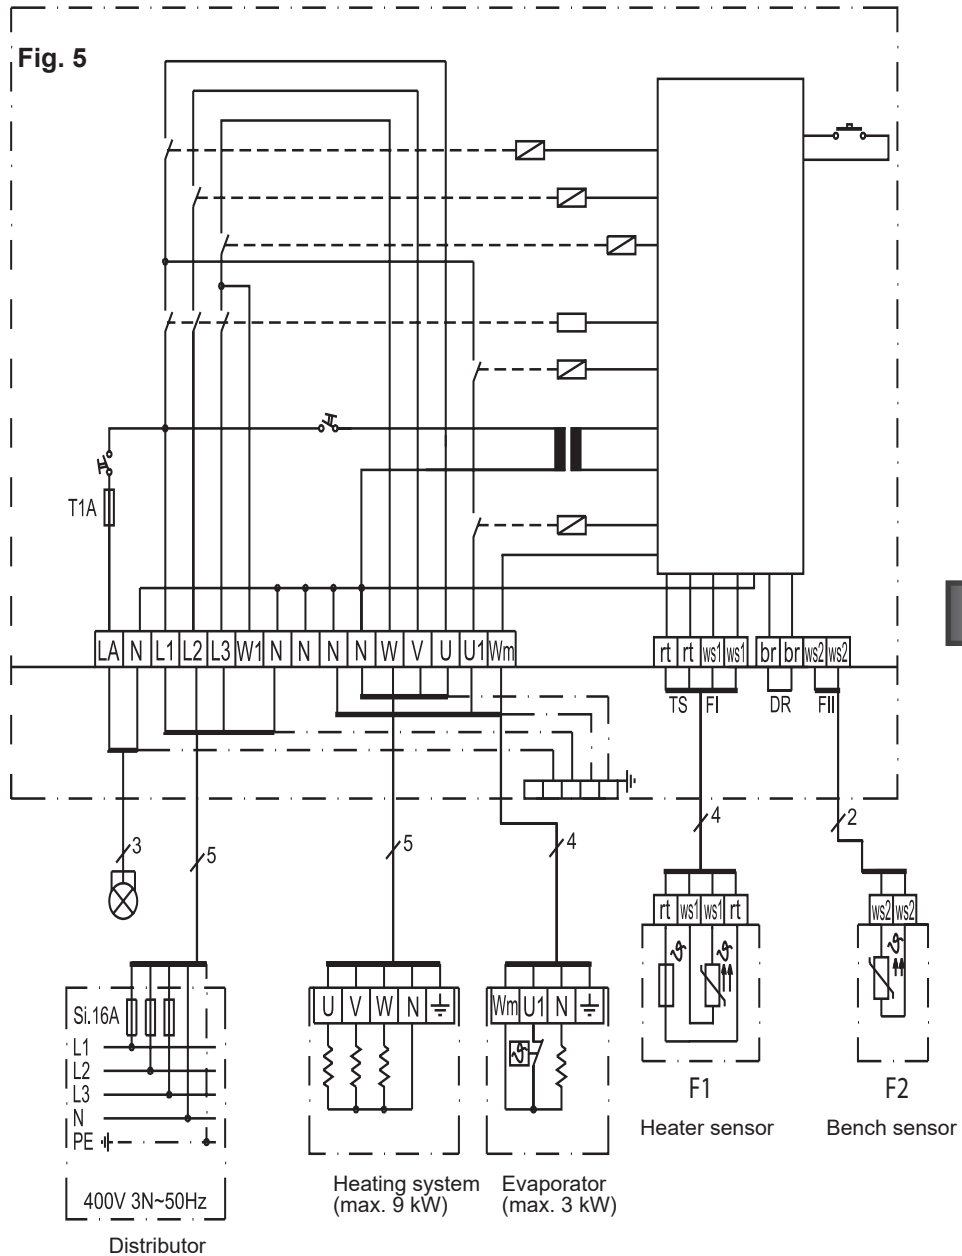 Fig. 5
T1A
LA N L1 L2 L3 W1 N N N N W V U U1 Wm
rt rt ws1 ws1 br br ws2 ws2
TS FI DR FII
3 5 5 4 4 2
rt ws1 ws1 rt
ws2 ws2
U V W N
Wm U1 N
Si.16A
L1
L2
L3
N
PE
400V 3N~50Hz
Distributor
Heating system
(max. 9 kW)
Evaporator
(max. 3 kW)
F1
Heater sensor
F2
Bench sensor